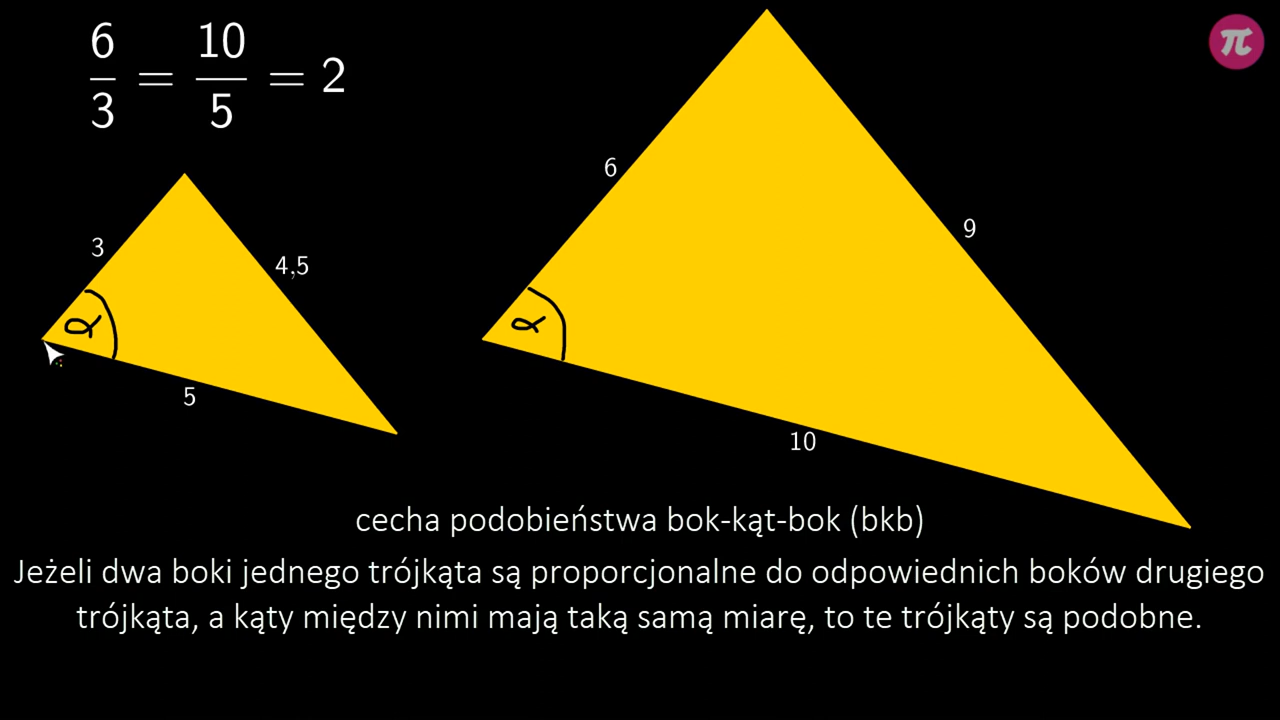 6/3 = 10/5 = 2
3
4,5
α
5
6
9
α
10
π
cecha podobieństwa bok-kąt-bok (bkb)
Jeżeli dwa boki jednego trójkąta są proporcjonalne do odpowiednich boków drugiego
trójkąta, a kąty między nimi mają taką samą miarę, to te trójkąty są podobne.